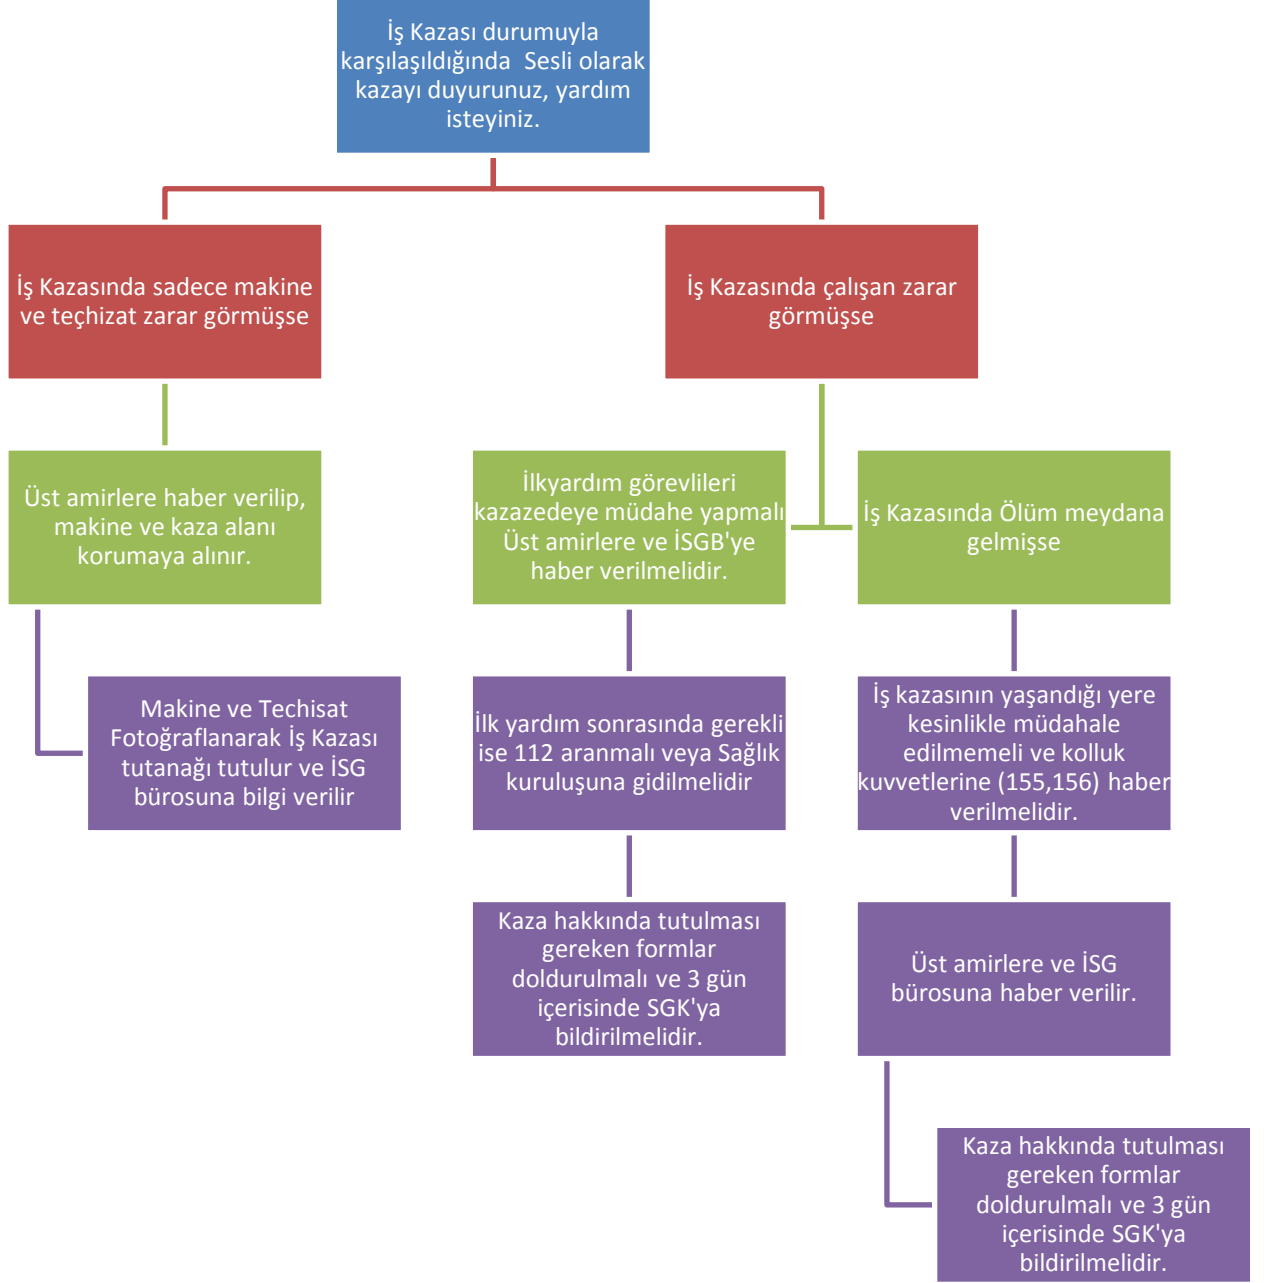 İş Kazası durumuyla
karşılaşıldığında  Sesli olarak
kazayı duyurunuz, yardım
isteyiniz.
İş Kazasında sadece makine
ve teçhizat zarar görmüşse
İş Kazasında çalışan zarar
görmüşse
Üst amirlere haber verilip,
makine ve kaza alanı
korumaya alınır.
İlkyardım görevlileri
kazazedeye müdahe yapmalı
Üst amirlere ve İSGB'ye
haber verilmelidir.
İş Kazasında Ölüm meydana
gelmişse
Makine ve Techisat
Fotoğraflanarak İş Kazası
tutanağı tutulur ve İSG
bürosuna bilgi verilir
İlk yardım sonrasında gerekli
ise 112 aranmalı veya Sağlık
kuruluşuna gidilmelidir
İş kazasının yaşandığı yere
kesinlikle müdahale
edilmemeli ve kolluk
kuvvetlerine (155,156) haber
verilmelidir.
Kaza hakkında tutulması
gereken formlar
doldurulmalı  ve 3 gün
içerisinde SGK'ya
bildirilmelidir.
Üst amirlere ve İSG
bürosuna haber verilir.
Kaza hakkında tutulması
gereken formlar
doldurulmalı ve 3 gün
içerisinde SGK'ya
bildirilmelidir.